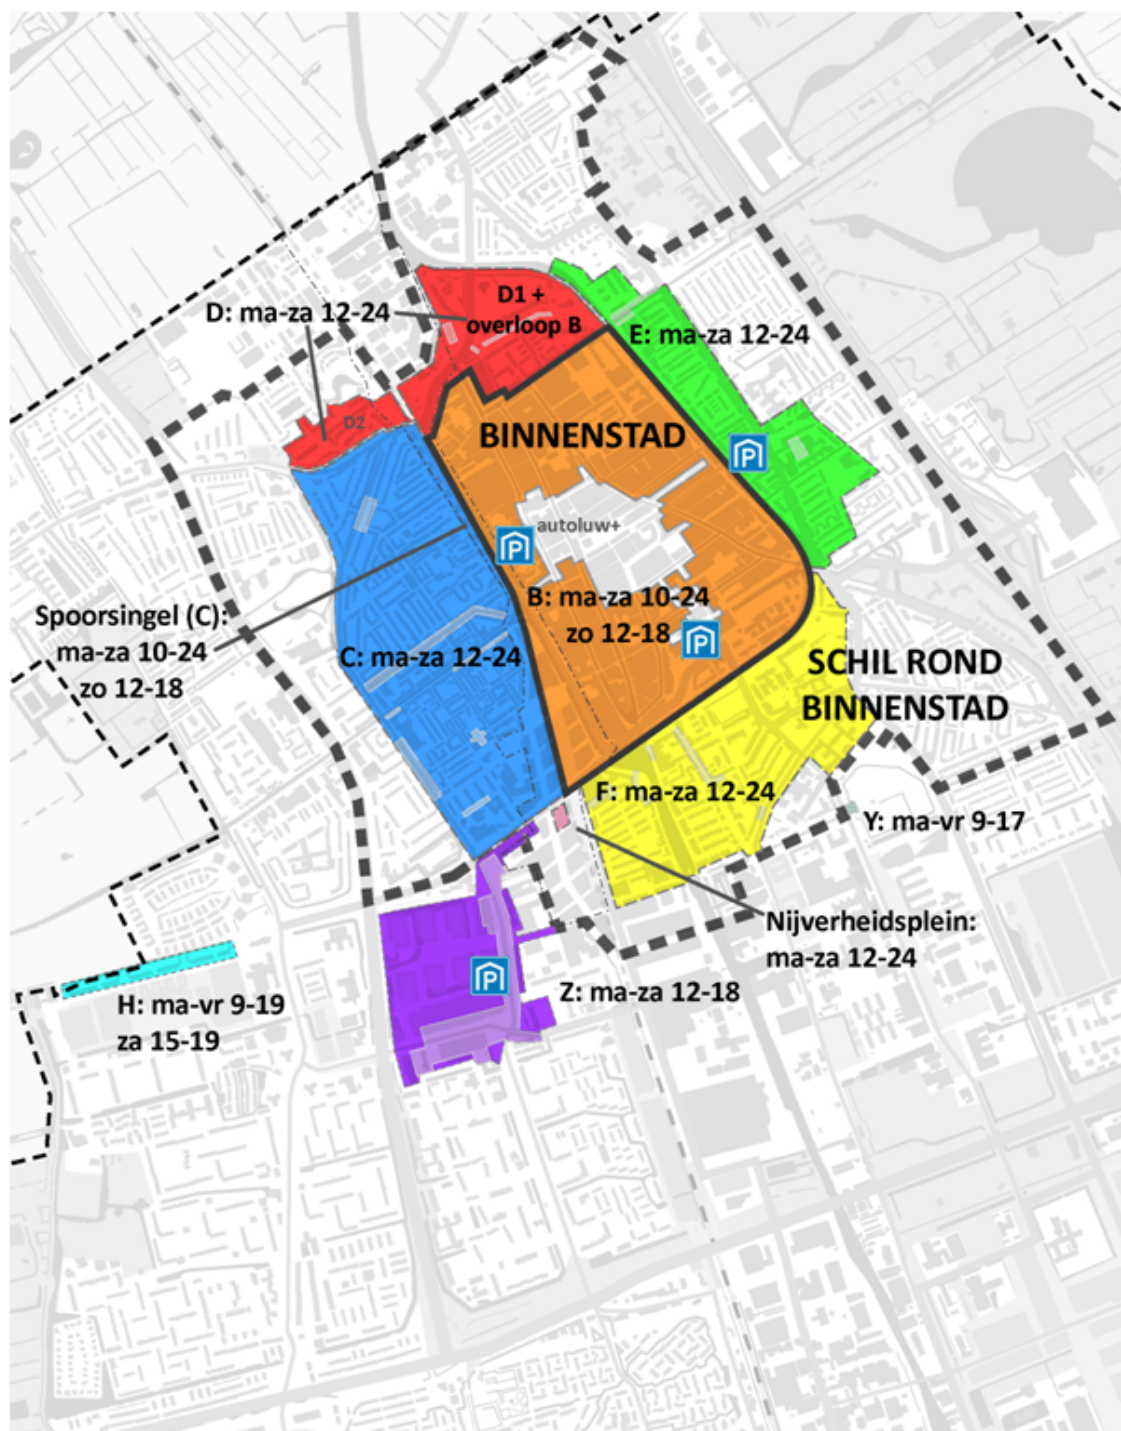 D1 +
overloop B
D: ma-za 12-24
E: ma-za 12-24
D2
BINNENSTAD
P
autoluw+
P
B: ma-za 10-24
zo 12-18
P
Spoorsingel (C):
ma-za 10-24
zo 12-18
C: ma-za 12-24
SCHIL ROND
BINNENSTAD
F: ma-za 12-24
Y: ma-vr 9-17
Nijverheidsplein:
ma-za 12-24
P
Z: ma-za 12-18
H: ma-vr 9-19
za 15-19